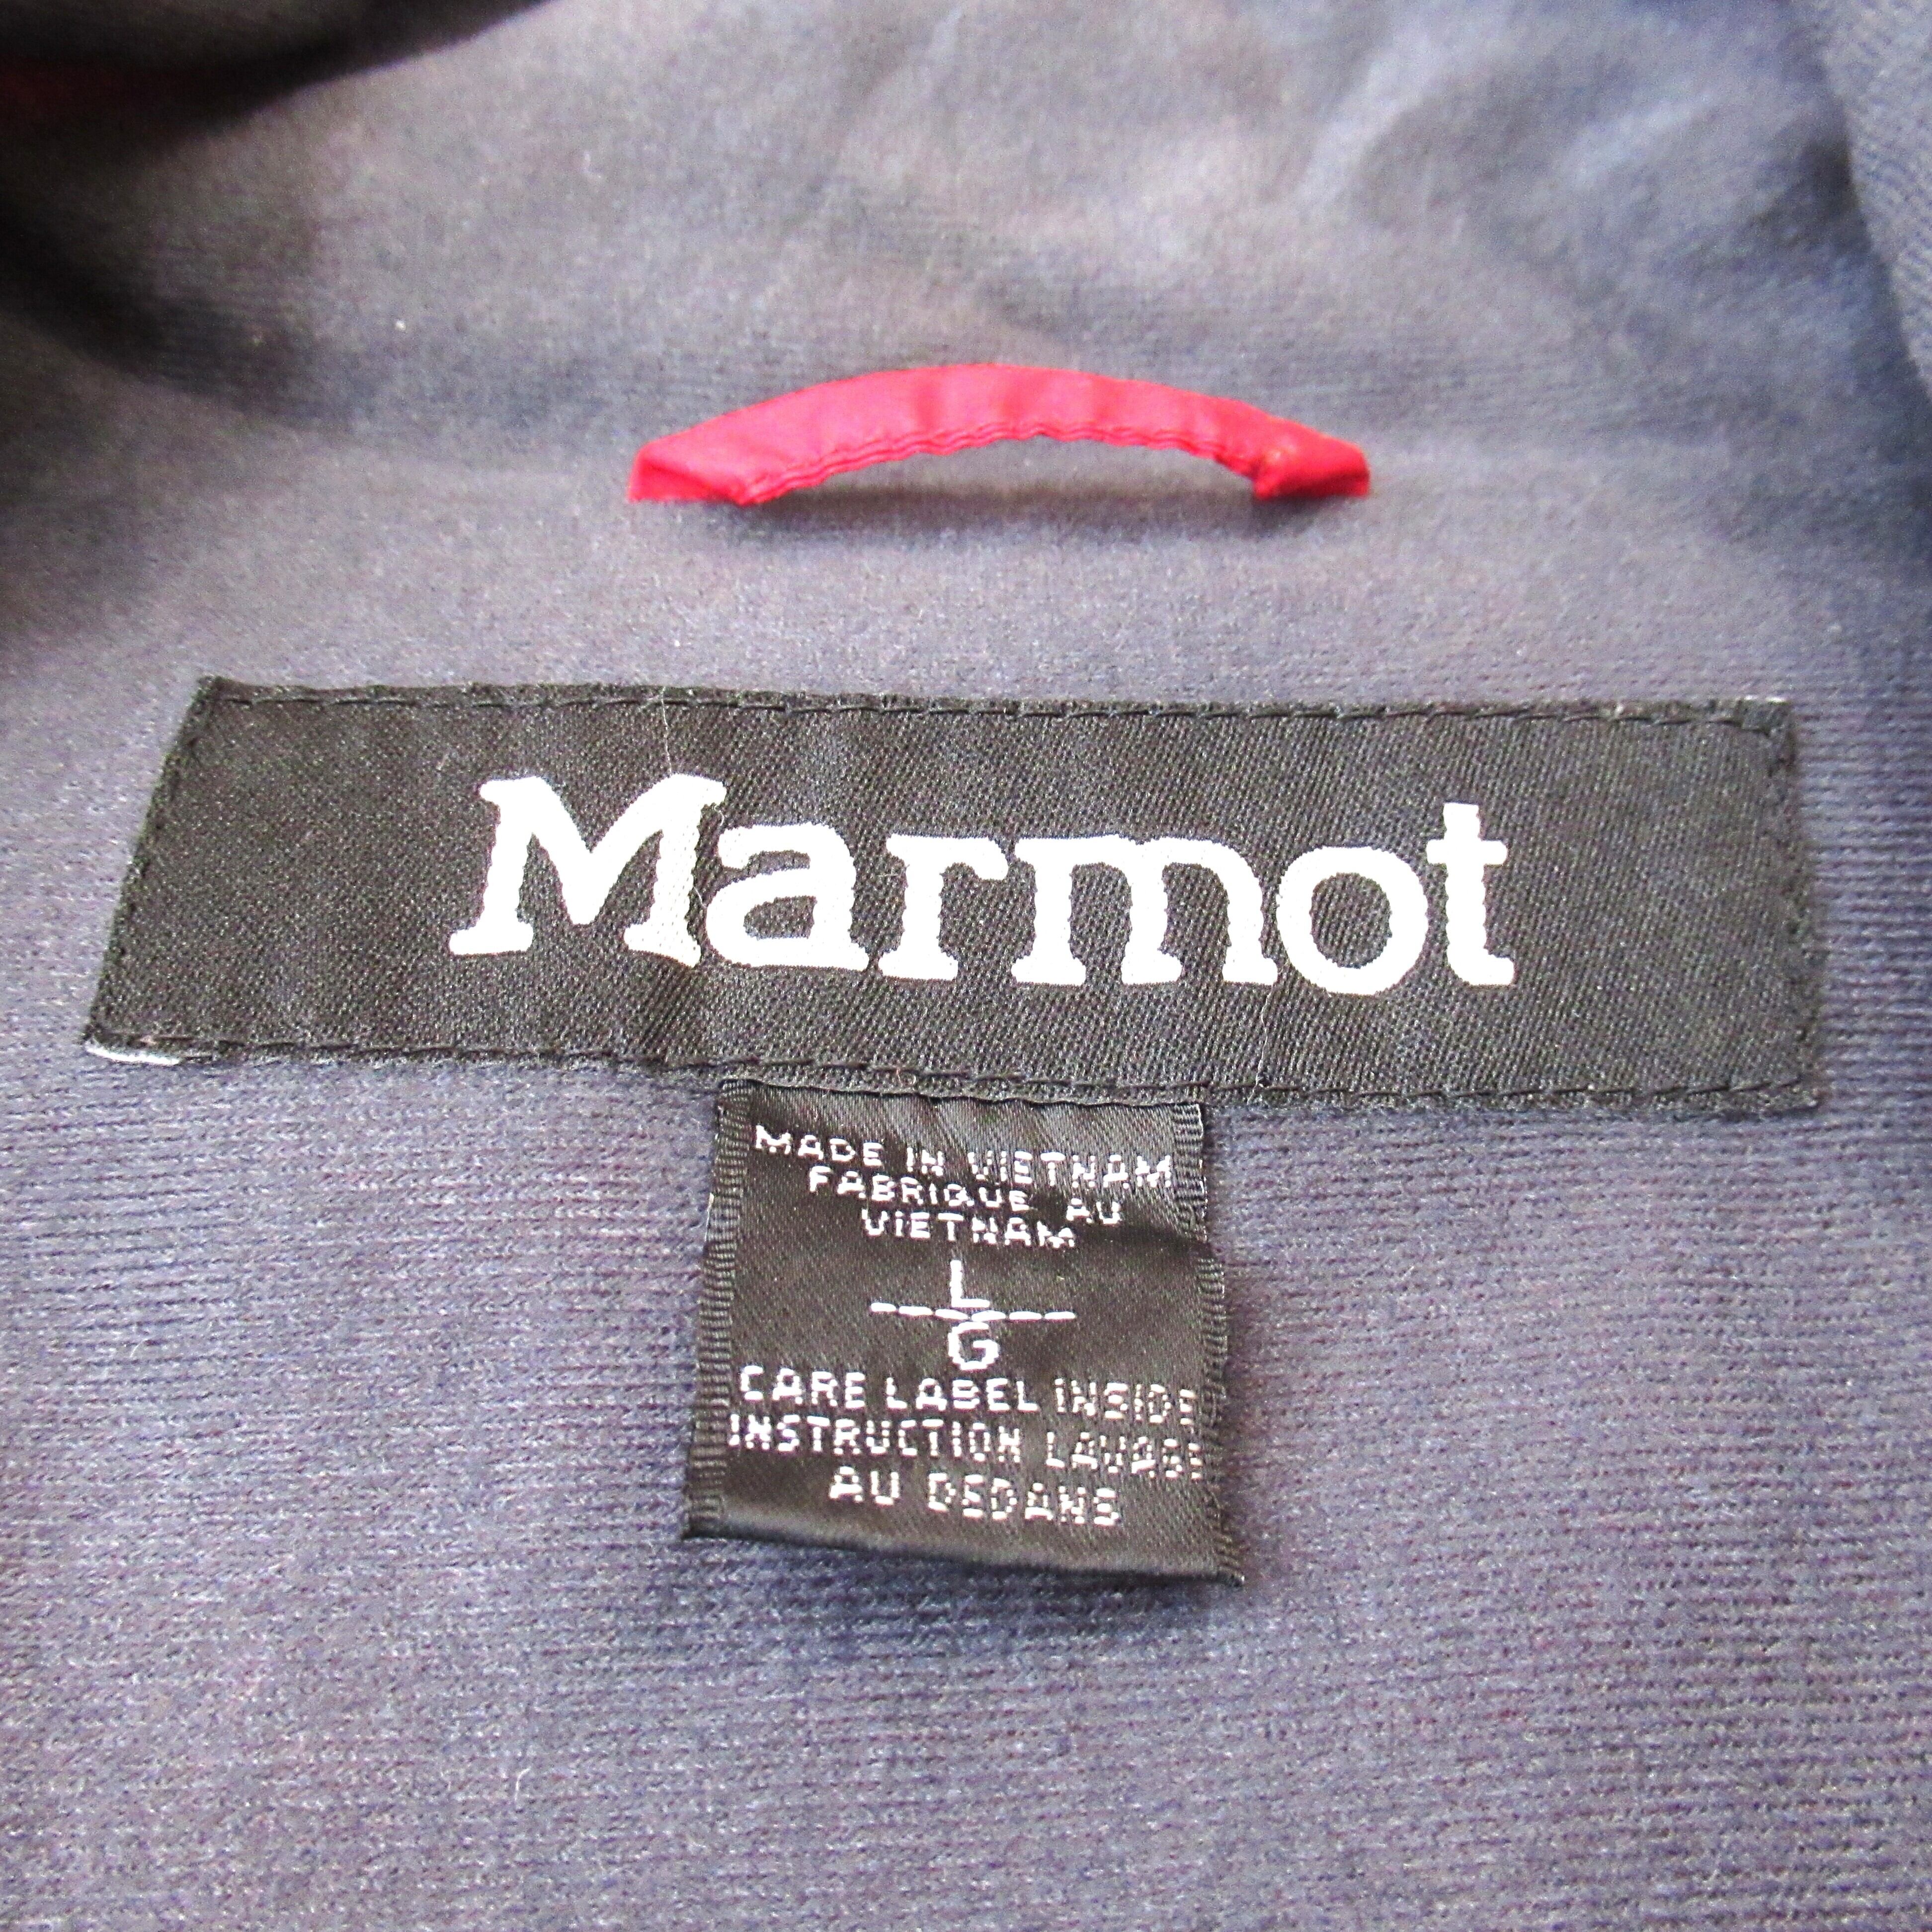 Marmot
MADE IN VIETNAM
FABRIQUE AU
VIETNAM
L
G
CARE LABEL INSIDE
INSTRUCTION LAVAGE
AU DEDANS